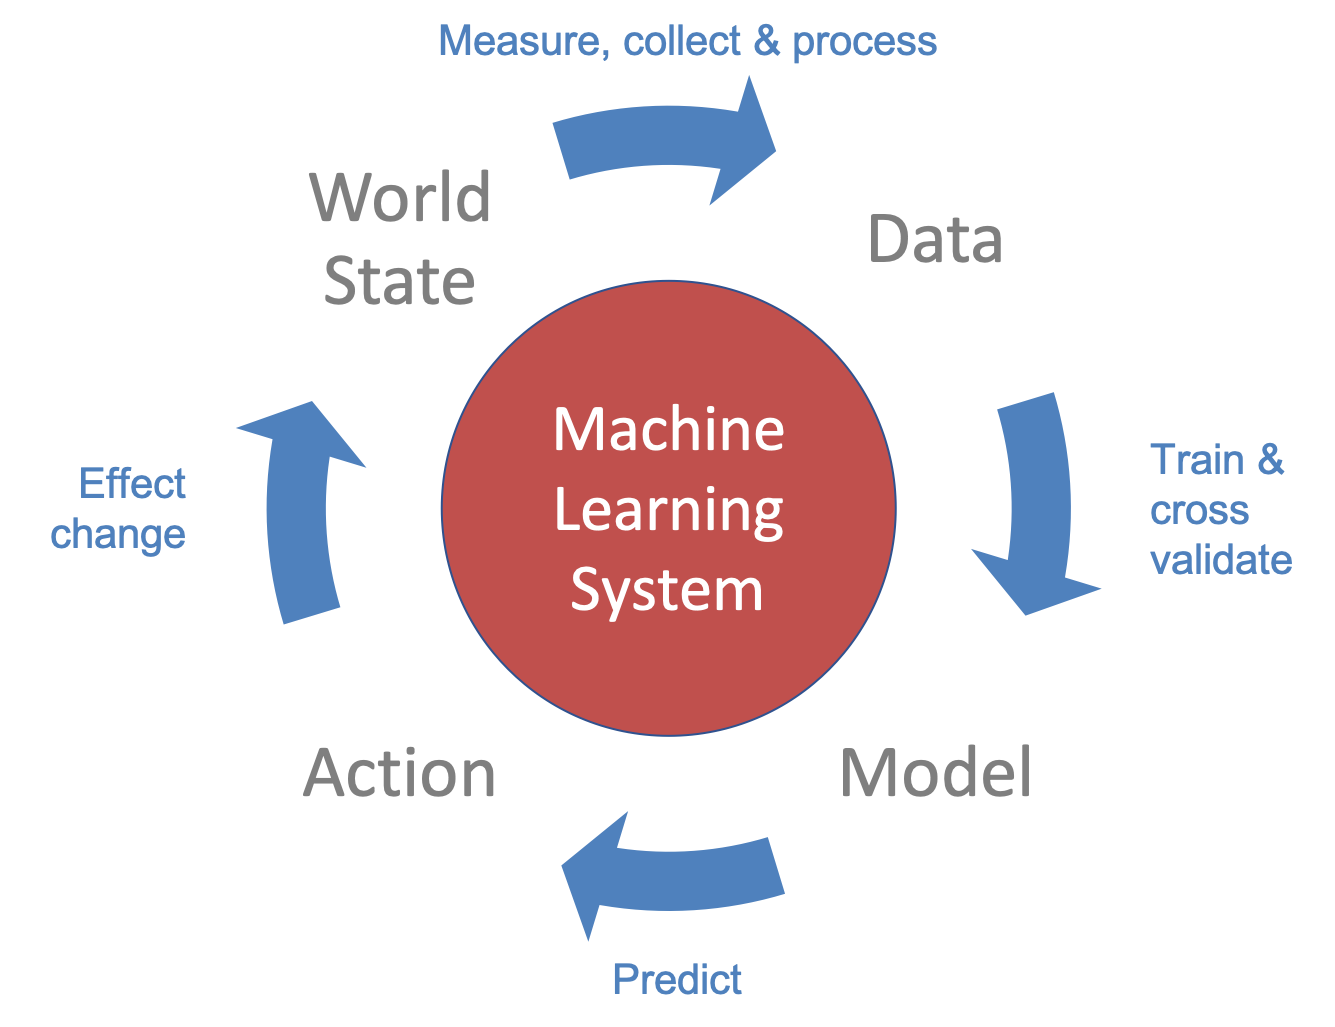 Measure, collect & process
World
State
Data
Machine
Learning
System
Train &
cross
validate
Effect
change
Action
Model
Predict